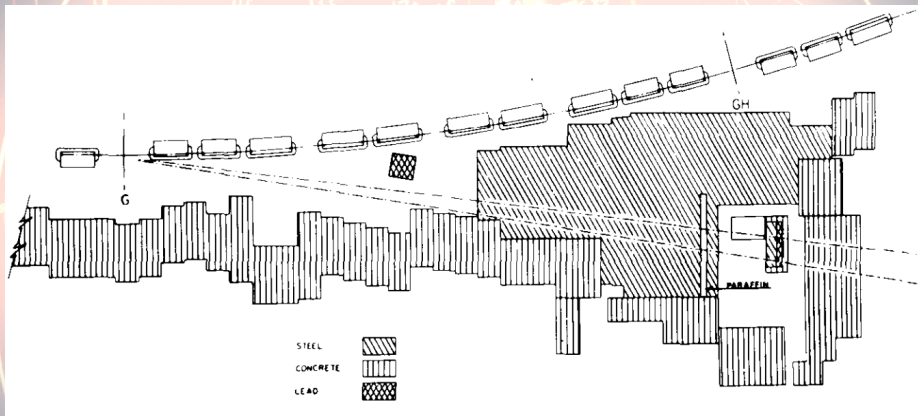 GH
G
PARAFFIN
STEEL
CONCRETE
LEAD